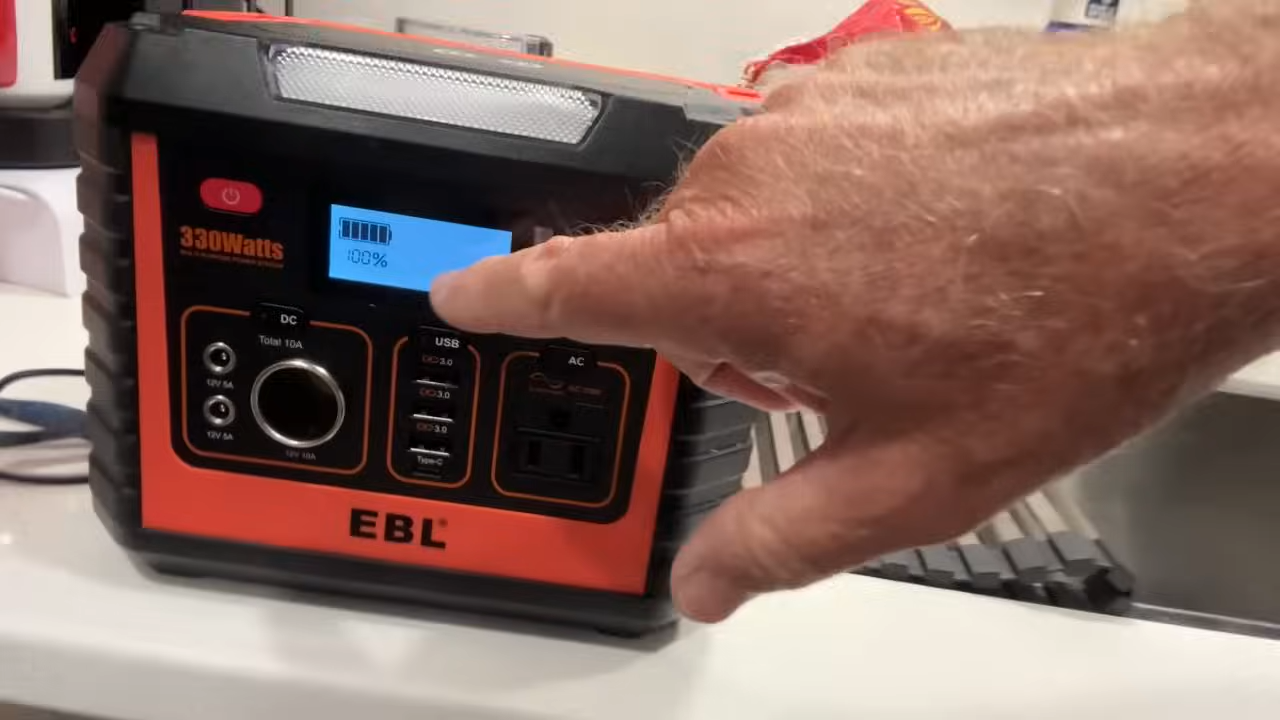 330Watts
100%
DC
Total 10A
12V 5A
12V 5A
12V 10A
USB
3.0
3.0
3.0
Type-C
AC
EBL®